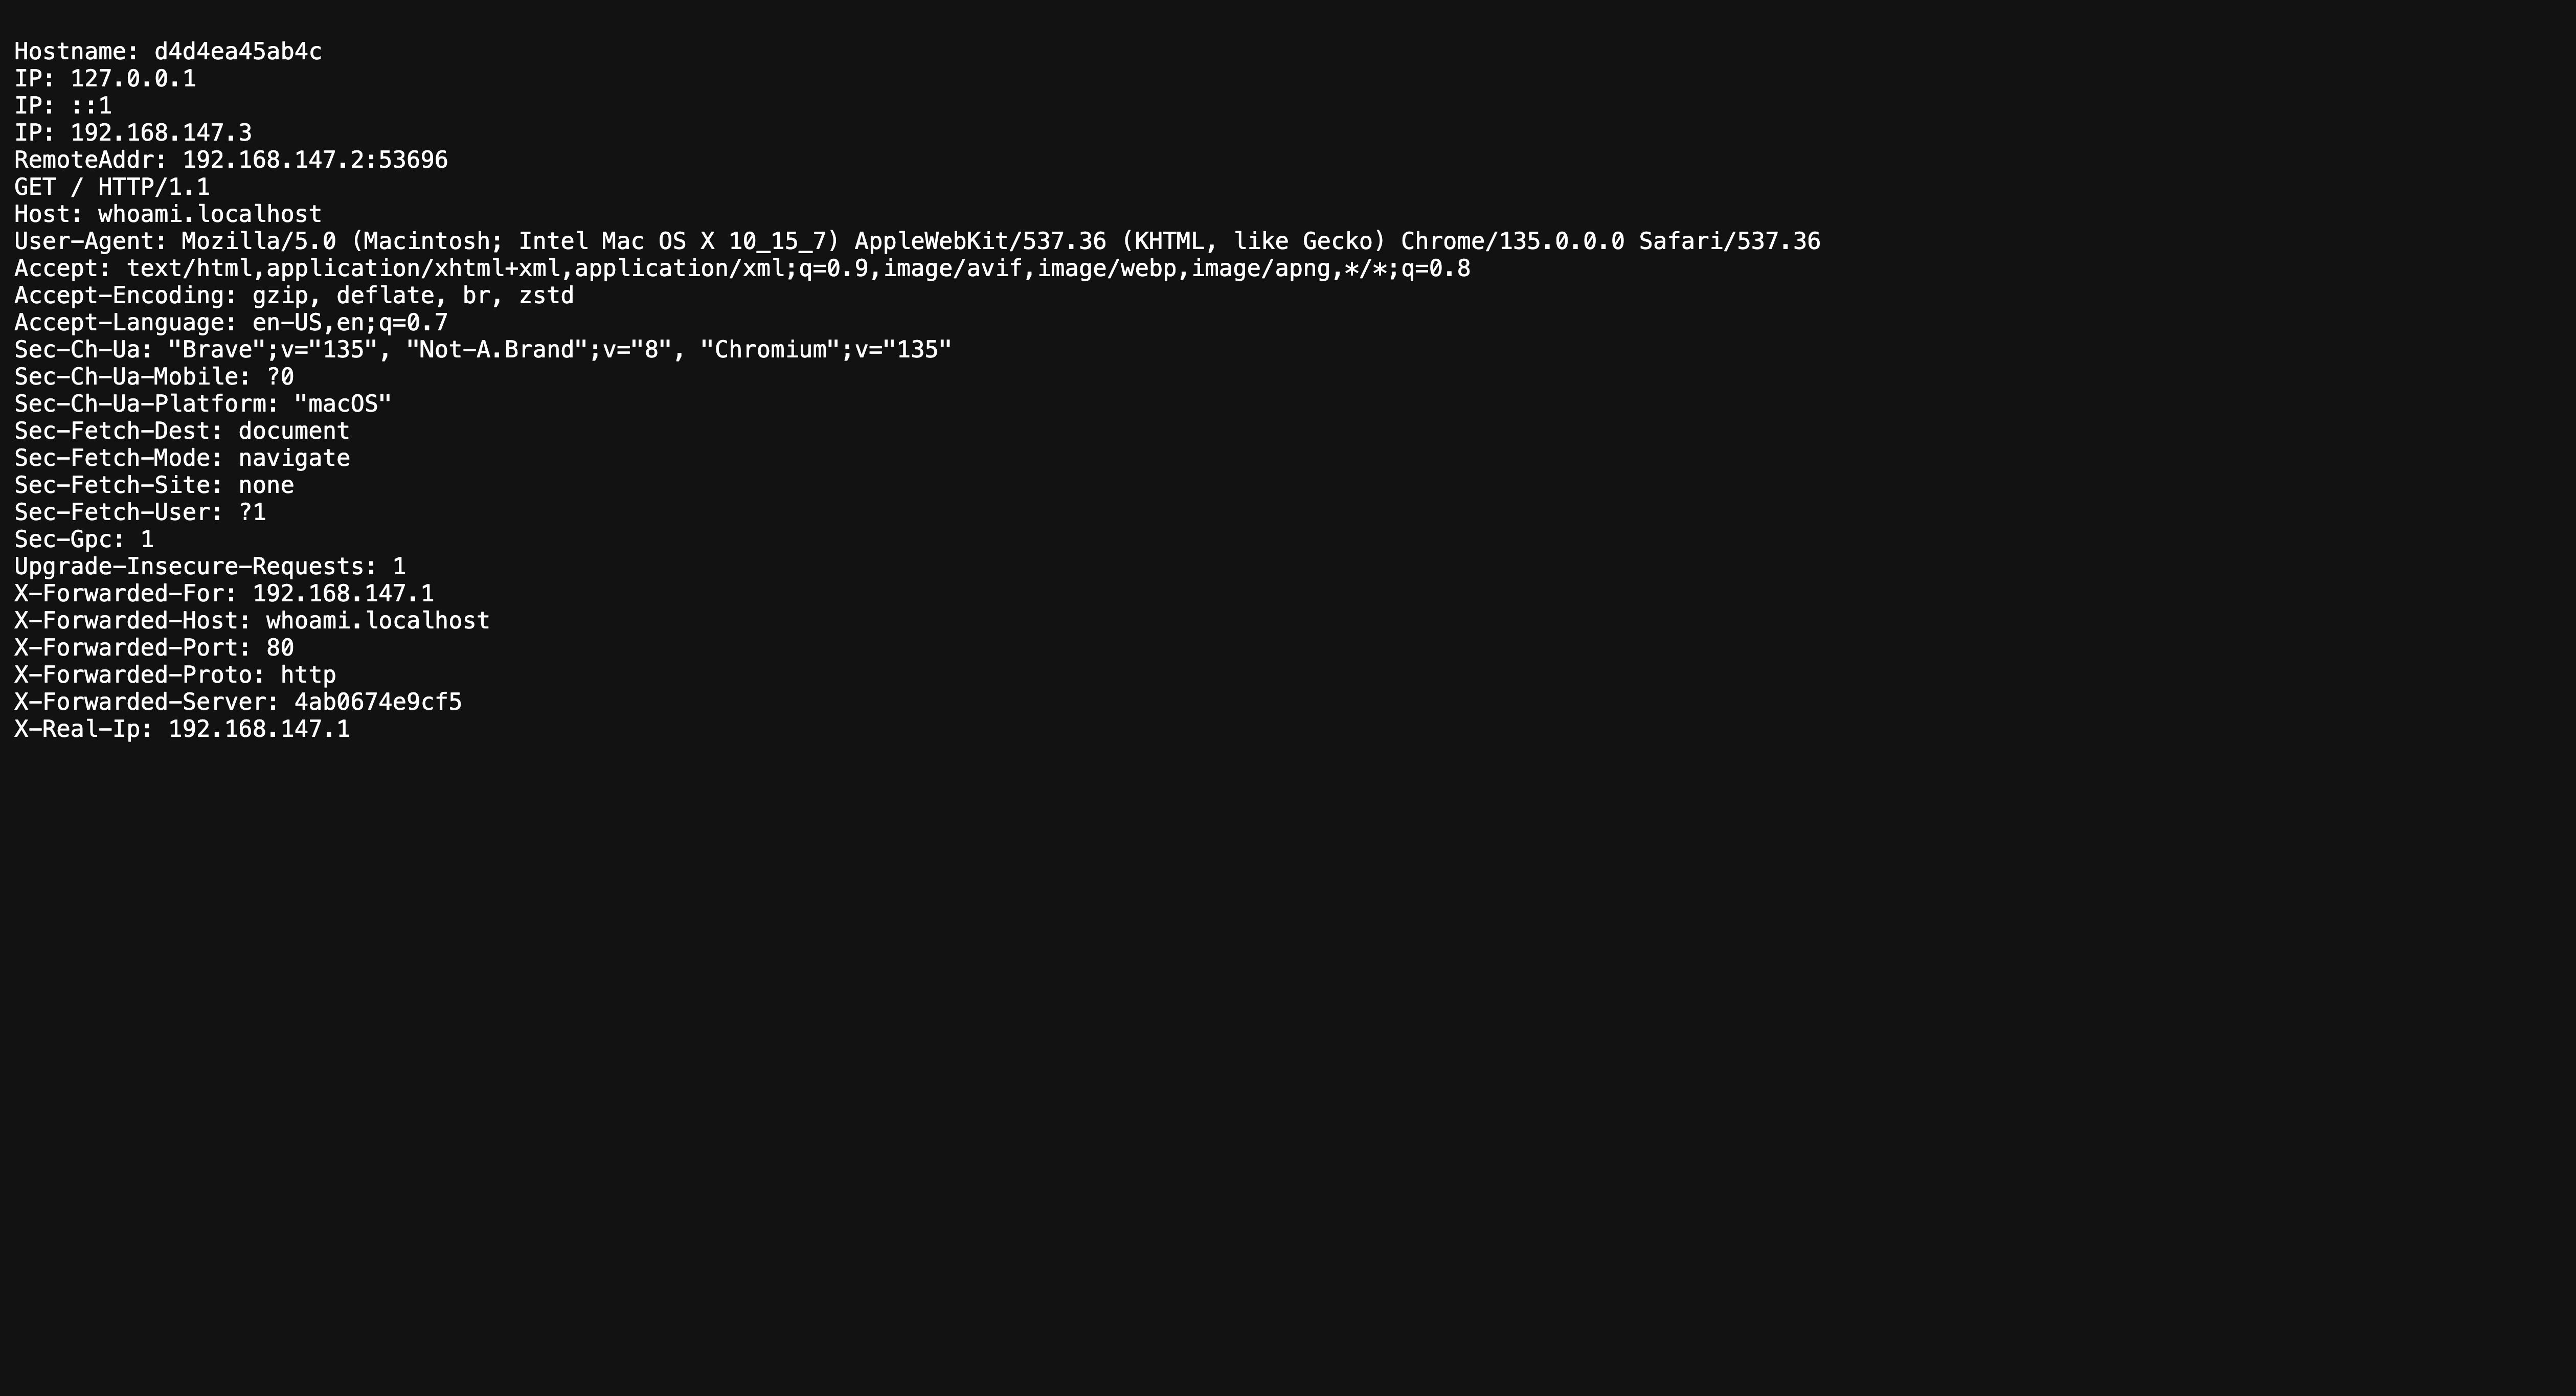 Hostname: d4d4ea45ab4c
IP: 127.0.0.1
IP: ::1
IP: 192.168.147.3
RemoteAddr: 192.168.147.2:53696
GET / HTTP/1.1
Host: whoami.localhost
User-Agent: Mozilla/5.0 (Macintosh; Intel Mac OS X 10_15_7) AppleWebKit/537.36 (KHTML, like Gecko) Chrome/135.0.0.0 Safari/537.36
Accept: text/html,application/xhtml+xml,application/xml;q=0.9,image/avif,image/webp,image/apng,*/*;q=0.8
Accept-Encoding: gzip, deflate, br, zstd
Accept-Language: en-US,en;q=0.7
Sec-Ch-Ua: "Brave";v="135", "Not-A.Brand";v="8", "Chromium";v="135"
Sec-Ch-Ua-Mobile: ?0
Sec-Ch-Ua-Platform: "macOS"
Sec-Fetch-Dest: document
Sec-Fetch-Mode: navigate
Sec-Fetch-Site: none
Sec-Fetch-User: ?1
Sec-Gpc: 1
Upgrade-Insecure-Requests: 1
X-Forwarded-For: 192.168.147.1
X-Forwarded-Host: whoami.localhost
X-Forwarded-Port: 80
X-Forwarded-Proto: http
X-Forwarded-Server: 4ab0674e9cf5
X-Real-Ip: 192.168.147.1